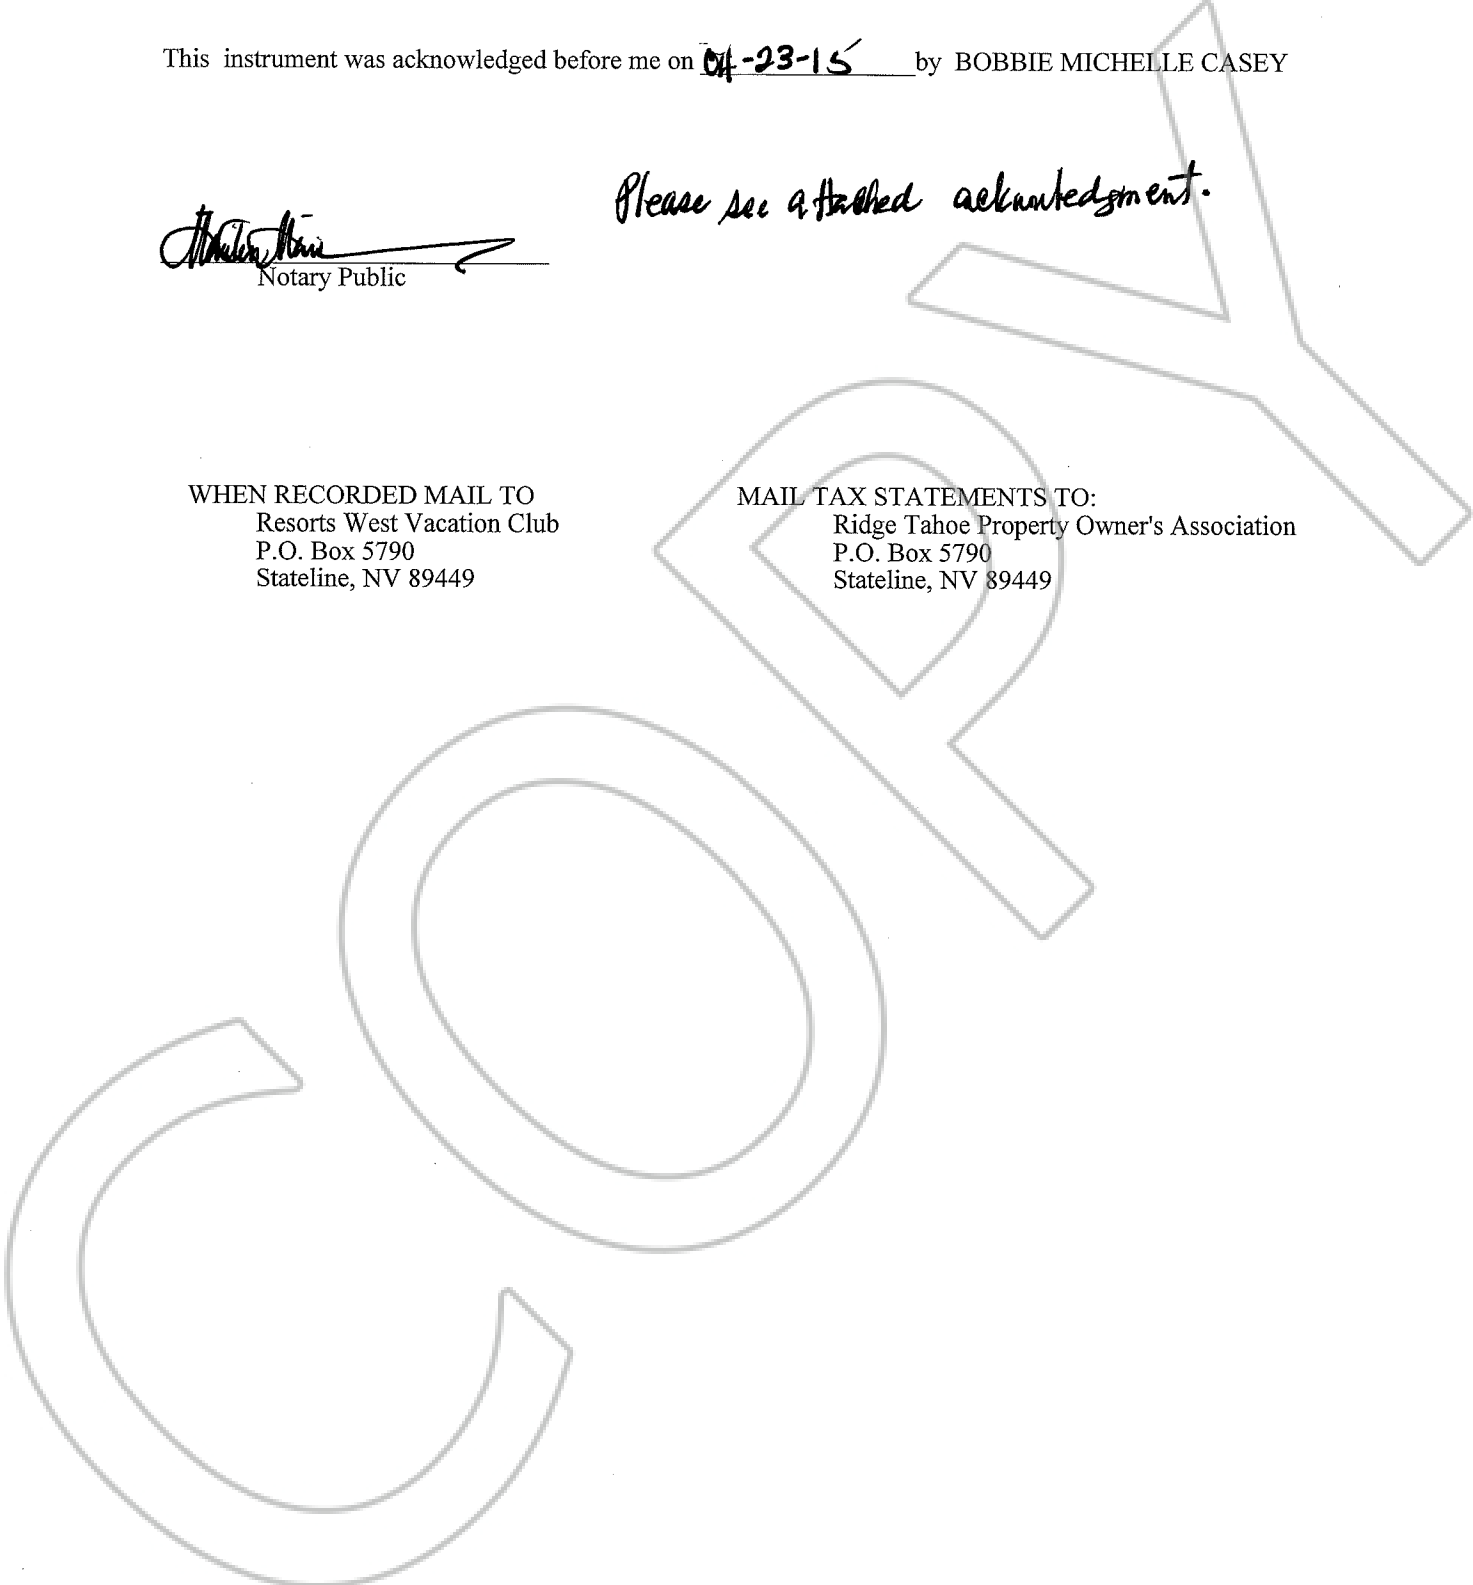 This instrument was acknowledged before me on 04-23-15 by BOBBIE MICHELLE CASEY
Please see attached acknowledgment.
Notary Public
WHEN RECORDED MAIL TO
Resorts West Vacation Club
P.O. Box 5790
Stateline, NV 89449
MAIL TAX STATEMENTS TO:
Ridge Tahoe Property Owner's Association
P.O. Box 5790
Stateline, NV 89449
COPY